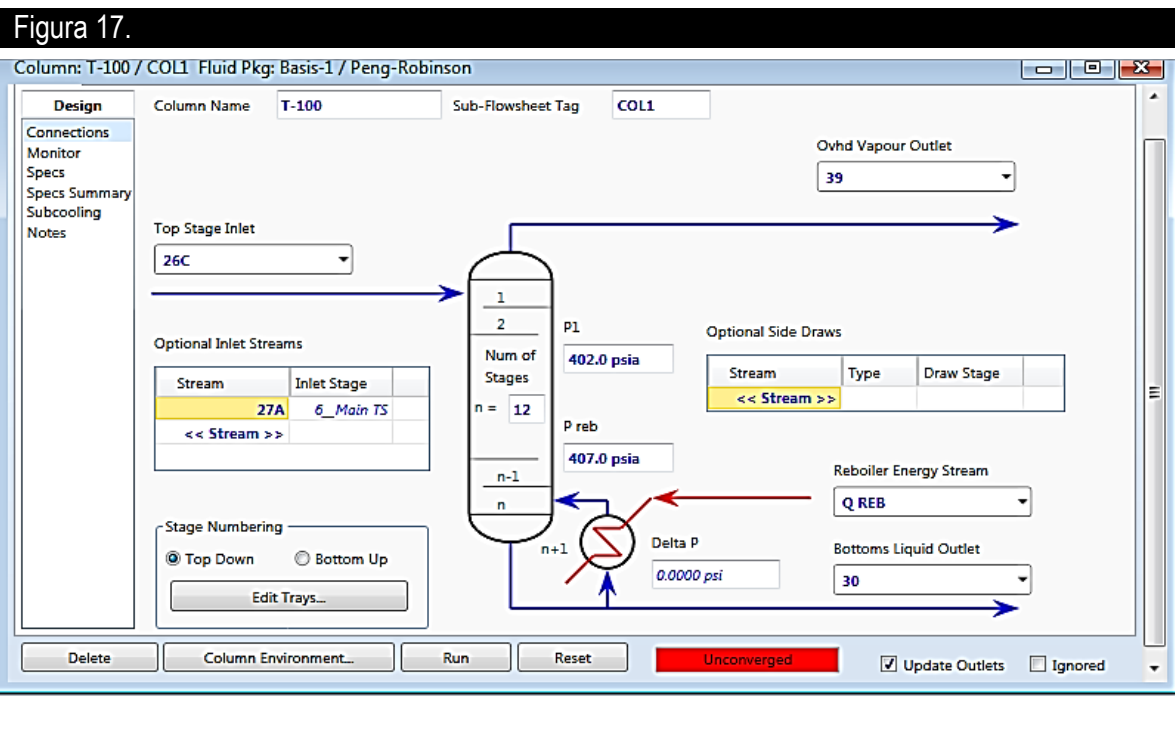 Figura 17.
Column: T-100 / COL1 Fluid Pkg: Basis-1 / Peng-Robinson
Design
Connections
Monitor
Specs
Specs Summary
Subcooling
Notes
Column Name T-100 Sub-Flowsheet Tag COL1
Ovhd Vapour Outlet
39
Top Stage Inlet
26C
Optional Inlet Streams
Stream Inlet Stage
27A 6__Main TS
<< Stream >>
1
2
Num of
Stages
n = 12
n-1
n
n+1
P1
402.0 psia
P reb
407.0 psia
Delta P
0.0000 psi
Optional Side Draws
Stream Type Draw Stage
<< Stream >>
Reboiler Energy Stream
Q REB
Bottoms Liquid Outlet
30
Stage Numbering
Top Down Bottom Up
Edit Trays...
Delete Column Environment... Run Reset Unconverged Update Outlets Ignored